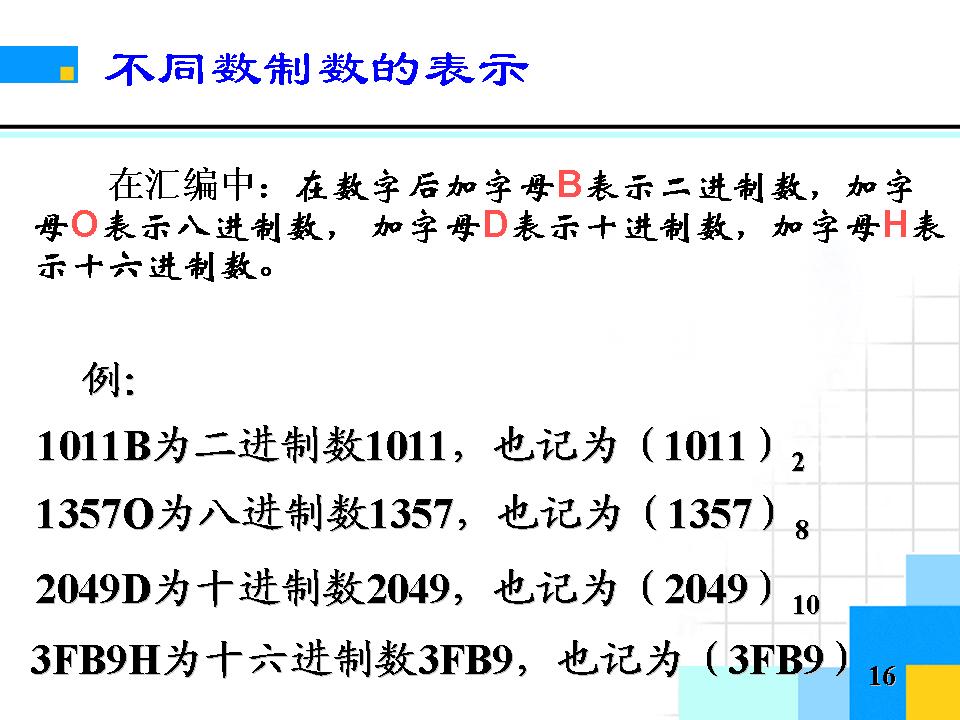 不同数制数的表示
在汇编中：在数字后加字母B表示二进制数，加字
母O表示八进制数， 加字母D表示十进制数，加字母H表
示十六进制数。
例:
1011B为二进制数1011，也记为（1011）2
1357O为八进制数1357，也记为（1357）8
2049D为十进制数2049，也记为（2049）10
3FB9H为十六进制数3FB9，也记为（3FB9）16